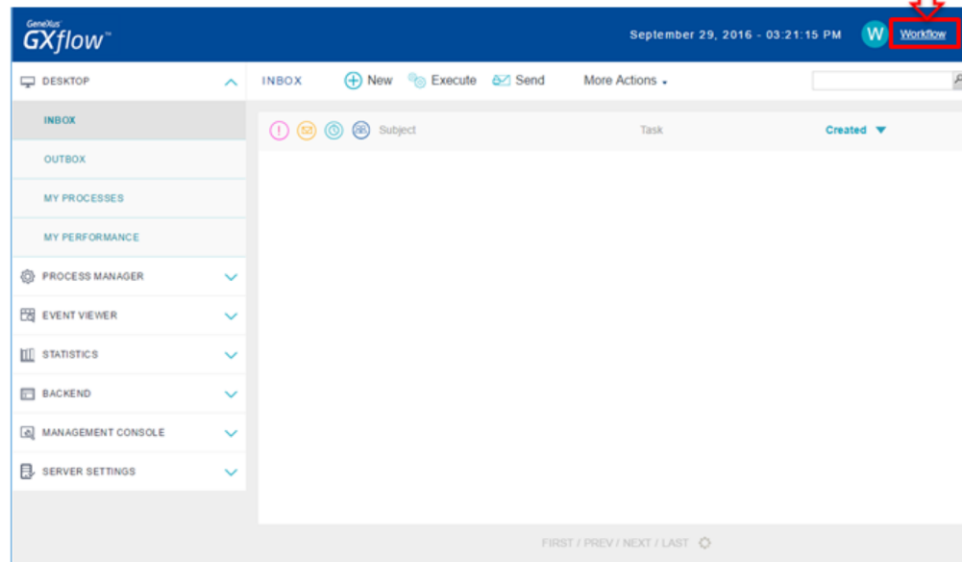 GeneXus™
GXflow™
September 29, 2016 - 03:21:15 PM
W
Workflow
DESKTOP
INBOX
New
Execute
Send
More Actions
INBOX
Subject
Task
Created
OUTBOX
MY PROCESSES
MY PERFORMANCE
PROCESS MANAGER
EVENT VIEWER
STATISTICS
BACKEND
MANAGEMENT CONSOLE
SERVER SETTINGS
FIRST / PREV / NEXT / LAST